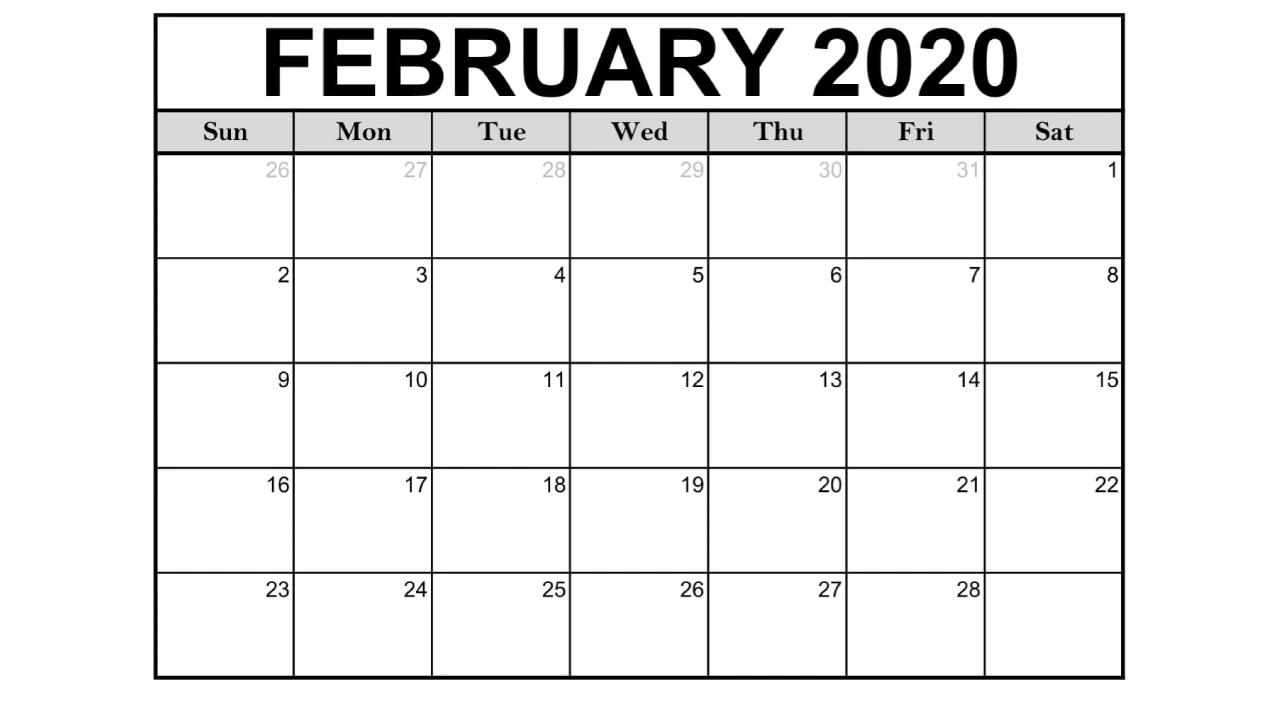 FEBRUARY 2020
Sun Mon Tue Wed Thu Fri Sat
26 27 28 29 30 31 1
2 3 4 5 6 7 8
9 10 11 12 13 14 15
16 17 18 19 20 21 22
23 24 25 26 27 28